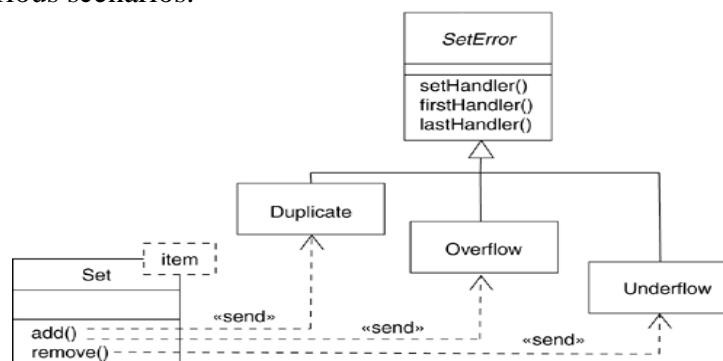 SetError
setHandler()
firstHandler()
lastHandler()
Duplicate
Overflow
Underflow
item
Set
«send»
add()
«send»
remove()
«send»